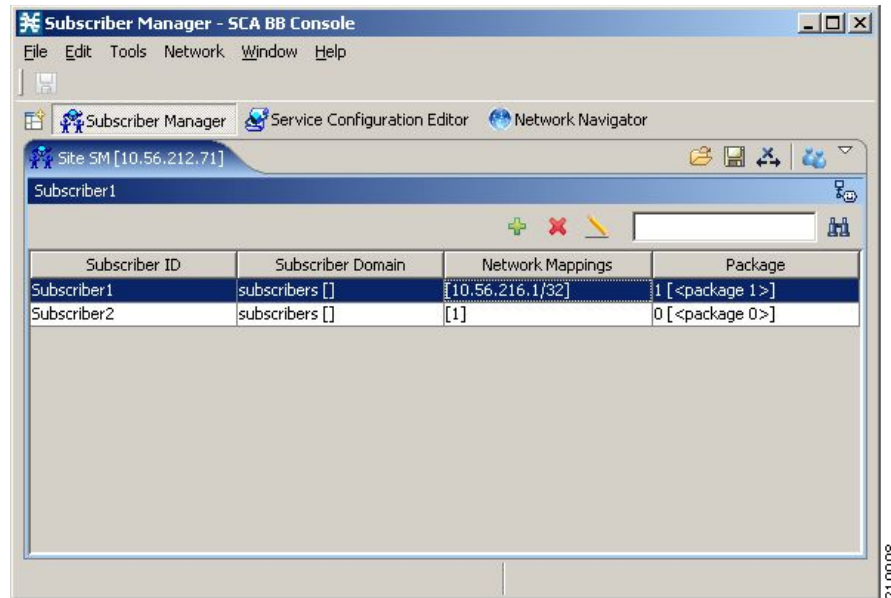 Subscriber Manager - SCA BB Console
File Edit Tools Network Window Help
Subscriber Manager Service Configuration Editor Network Navigator
Site SM [10.56.212.71]
Subscriber1
Subscriber ID Subscriber Domain Network Mappings Package
Subscriber1 subscribers [] [10.56.216.1/32] 1 [<package 1>]
Subscriber2 subscribers [] [1] 0 [<package 0>]